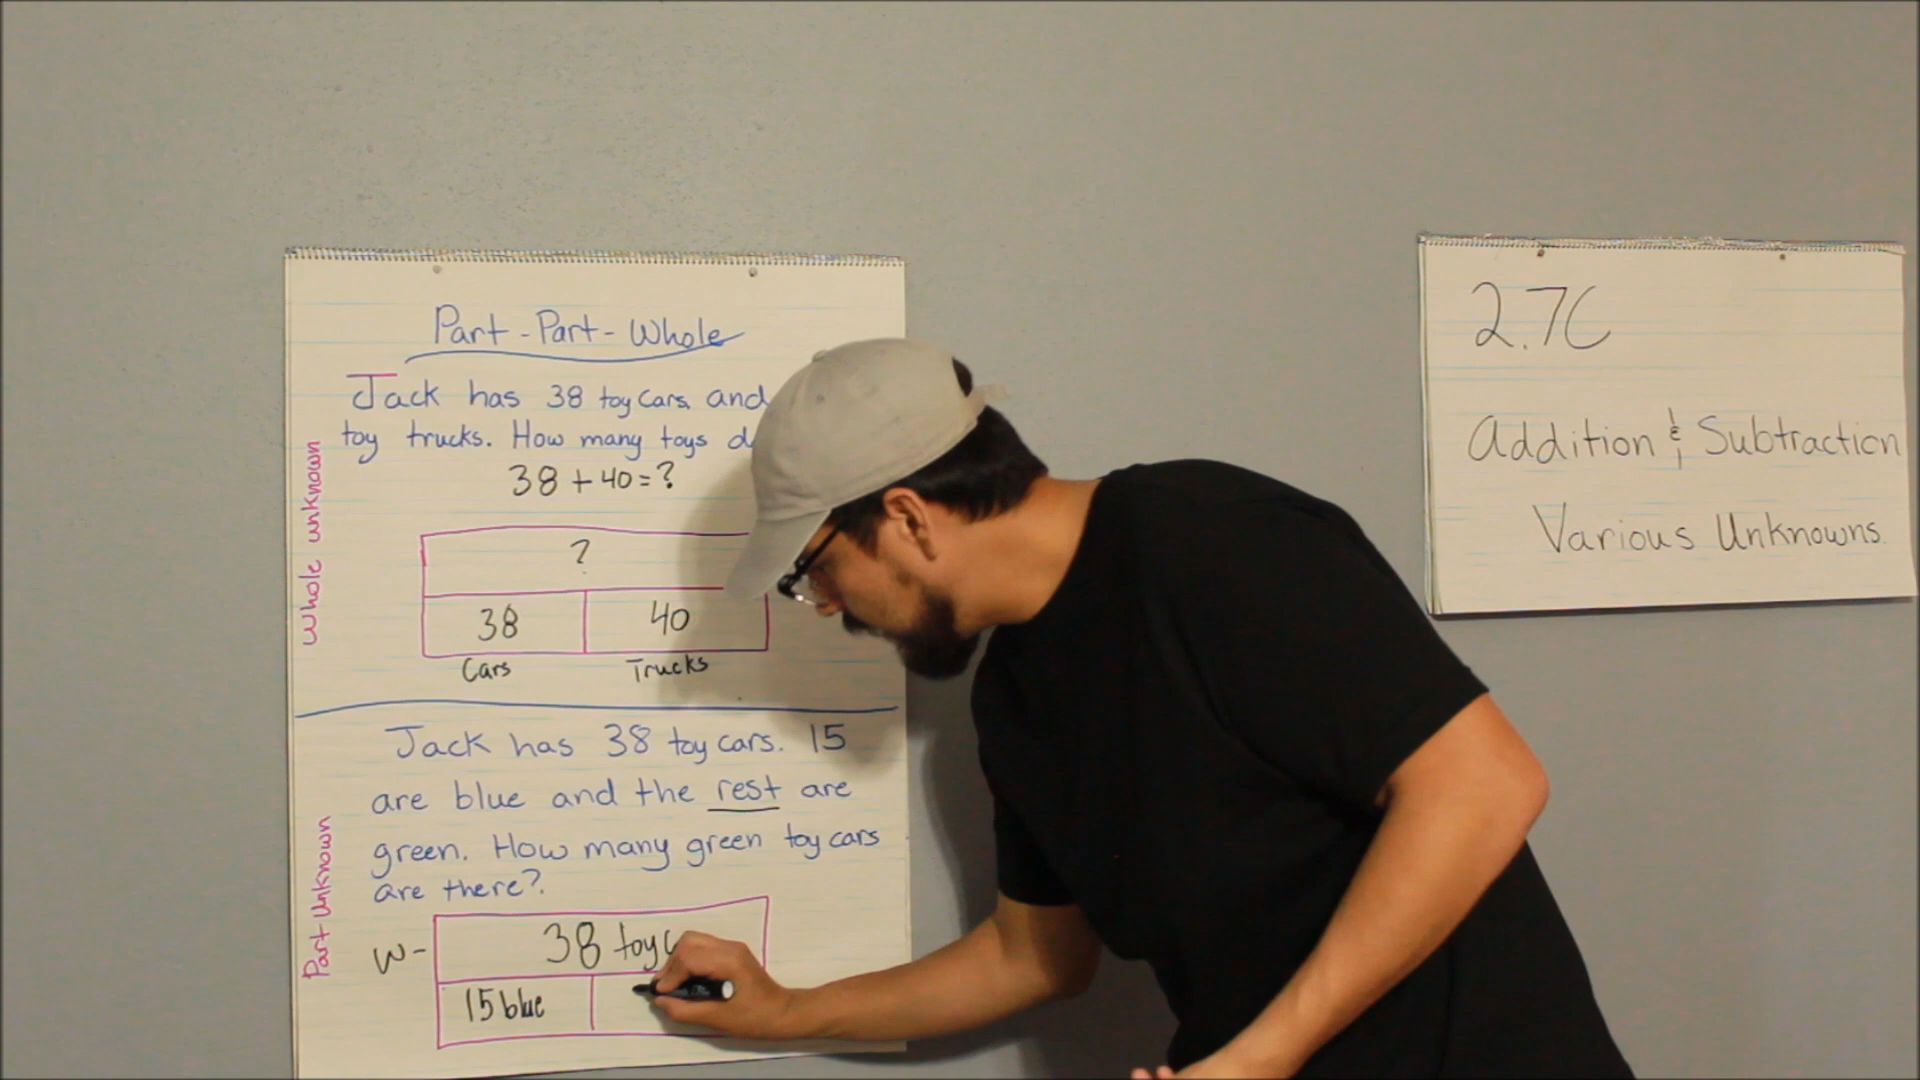 Part-Part-Whole
Jack has 38 toy cars and
toy trucks. How many toys
38 + 40 = ?
?
38 40
Cars Trucks
Whole unknown
Jack has 38 toy cars. 15
are blue and the rest are
green. How many green toy cars
are there?
W- 38 toy
15 blue
Part Unknown
2.7C
Addition & Subtraction
Various Unknowns